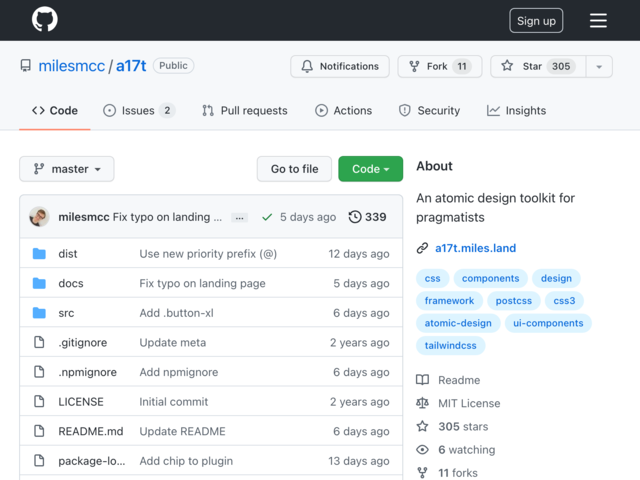 Sign up
milesmcc / a17t Public
Notifications Fork 11 Star 305
Code Issues 2 Pull requests Actions Security Insights
master Go to file Code
milesmcc Fix typo on landing ... ... 5 days ago 339
dist Use new priority prefix (@) 12 days ago
docs Fix typo on landing page 5 days ago
src Add .button-xl 6 days ago
.gitignore Update meta 2 years ago
.npmignore Add npmignore 6 days ago
LICENSE Initial commit 2 years ago
README.md Update README 6 days ago
package-lo... Add chip to plugin 13 days ago
About
An atomic design toolkit for
pragmatists
a17t.miles.land
css components design
framework postcss css3
atomic-design ui-components
tailwindcss
Readme
MIT License
305 stars
6 watching
11 forks